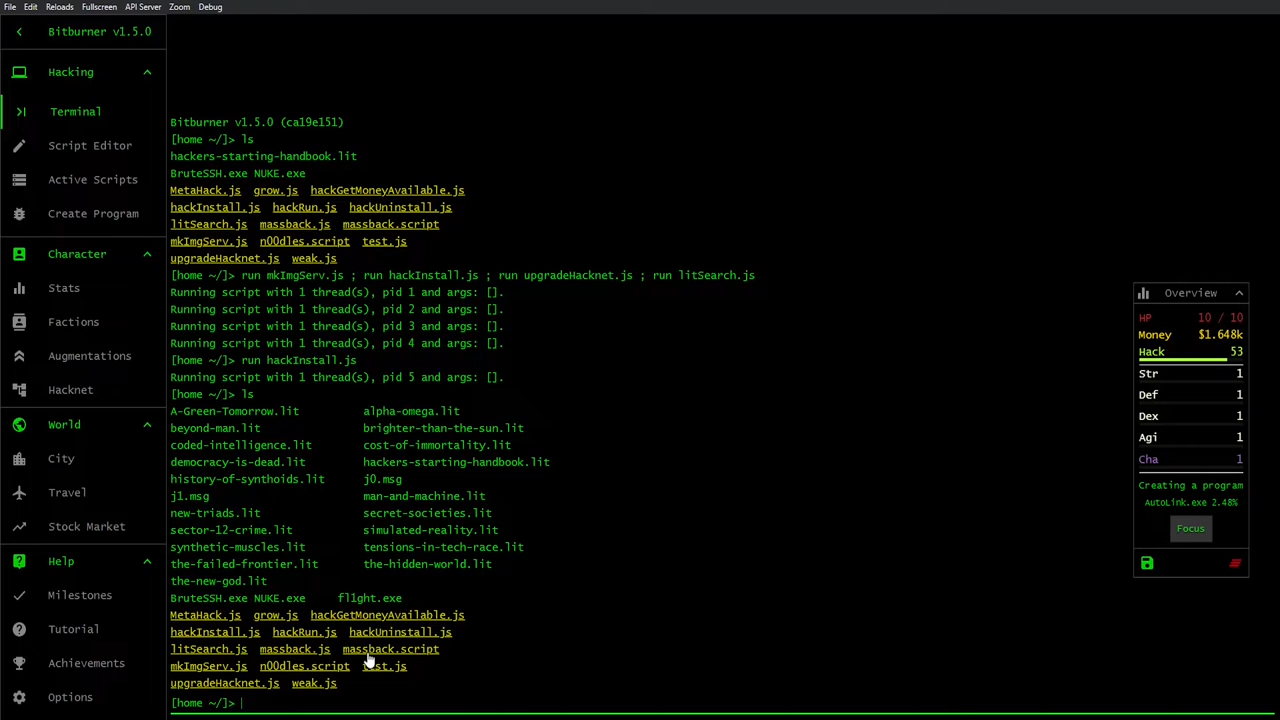 File Edit Reloads Fullscreen API Server Zoom Debug
Bitburner v1.5.0
Hacking
Terminal
Script Editor
Active Scripts
Create Program
Character
Stats
Factions
Augmentations
Hacknet
World
City
Travel
Stock Market
Help
Milestones
Tutorial
Achievements
Options
Bitburner v1.5.0 (ca19e151)
[home ~/]> ls
hackers-starting-handbook.lit
BruteSSH.exe NUKE.exe
MetaHack.js grow.js hackGetMoneyAvailable.js
hackInstall.js hackRun.js hackUninstall.js
litSearch.js massback.js massback.script
mkImgServ.js n00dles.script test.js
upgradeHacknet.js weak.js
[home ~/]> run mkImgServ.js ; run hackInstall.js ; run upgradeHacknet.js ; run litSearch.js
Running script with 1 thread(s), pid 1 and args: [].
Running script with 1 thread(s), pid 2 and args: [].
Running script with 1 thread(s), pid 3 and args: [].
Running script with 1 thread(s), pid 4 and args: [].
[home ~/]> run hackInstall.js
Running script with 1 thread(s), pid 5 and args: [].
[home ~/]> ls
A-Green-Tomorrow.lit alpha-omega.lit
beyond-man.lit brighter-than-the-sun.lit
coded-intelligence.lit cost-of-immortality.lit
democracy-is-dead.lit hackers-starting-handbook.lit
history-of-synthoids.lit j0.msg
j1.msg man-and-machine.lit
new-triads.lit secret-societies.lit
sector-12-crime.lit simulated-reality.lit
synthetic-muscles.lit tensions-in-tech-race.lit
the-failed-frontier.lit the-hidden-world.lit
the-new-god.lit
BruteSSH.exe NUKE.exe fl1ght.exe
MetaHack.js grow.js hackGetMoneyAvailable.js
hackInstall.js hackRun.js hackUninstall.js
litSearch.js massback.js massback.script
mkImgServ.js n00dles.script test.js
upgradeHacknet.js weak.js
[home ~/]>
Overview
HP 10 / 10
Money $1.648k
Hack 53
Str 1
Def 1
Dex 1
Agi 1
Cha 1
Creating a program
AutoLink.exe 2.48%
Focus